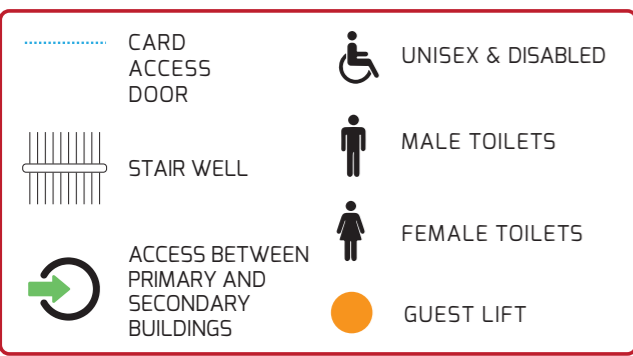 CARD
ACCESS
DOOR
STAIR WELL
ACCESS BETWEEN
PRIMARY AND
SECONDARY
BUILDINGS
UNISEX & DISABLED
MALE TOILETS
FEMALE TOILETS
GUEST LIFT